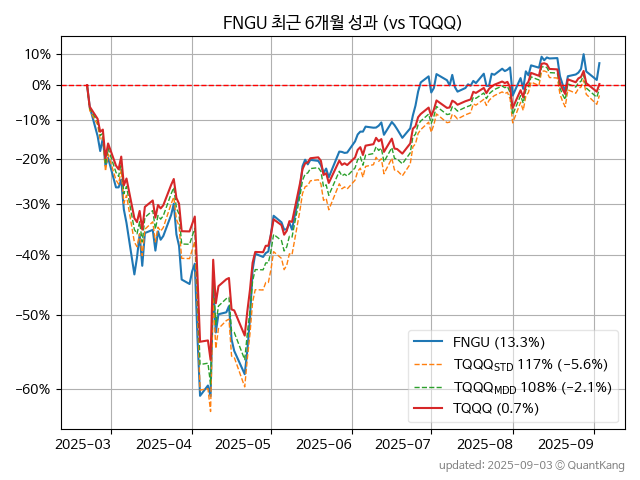 FNGU 최근 6개월 성과 (vs TQQQ)
10%
0%
−10%
−20%
−30%
−40%
−50%
−60%
FNGU (13.3%)
TQQQSTD 117% (−5.6%)
TQQQMDD 108% (−2.1%)
TQQQ (0.7%)
2025-03 2025-04 2025-05 2025-06 2025-07 2025-08 2025-09
updated: 2025-09-03 © QuantKang